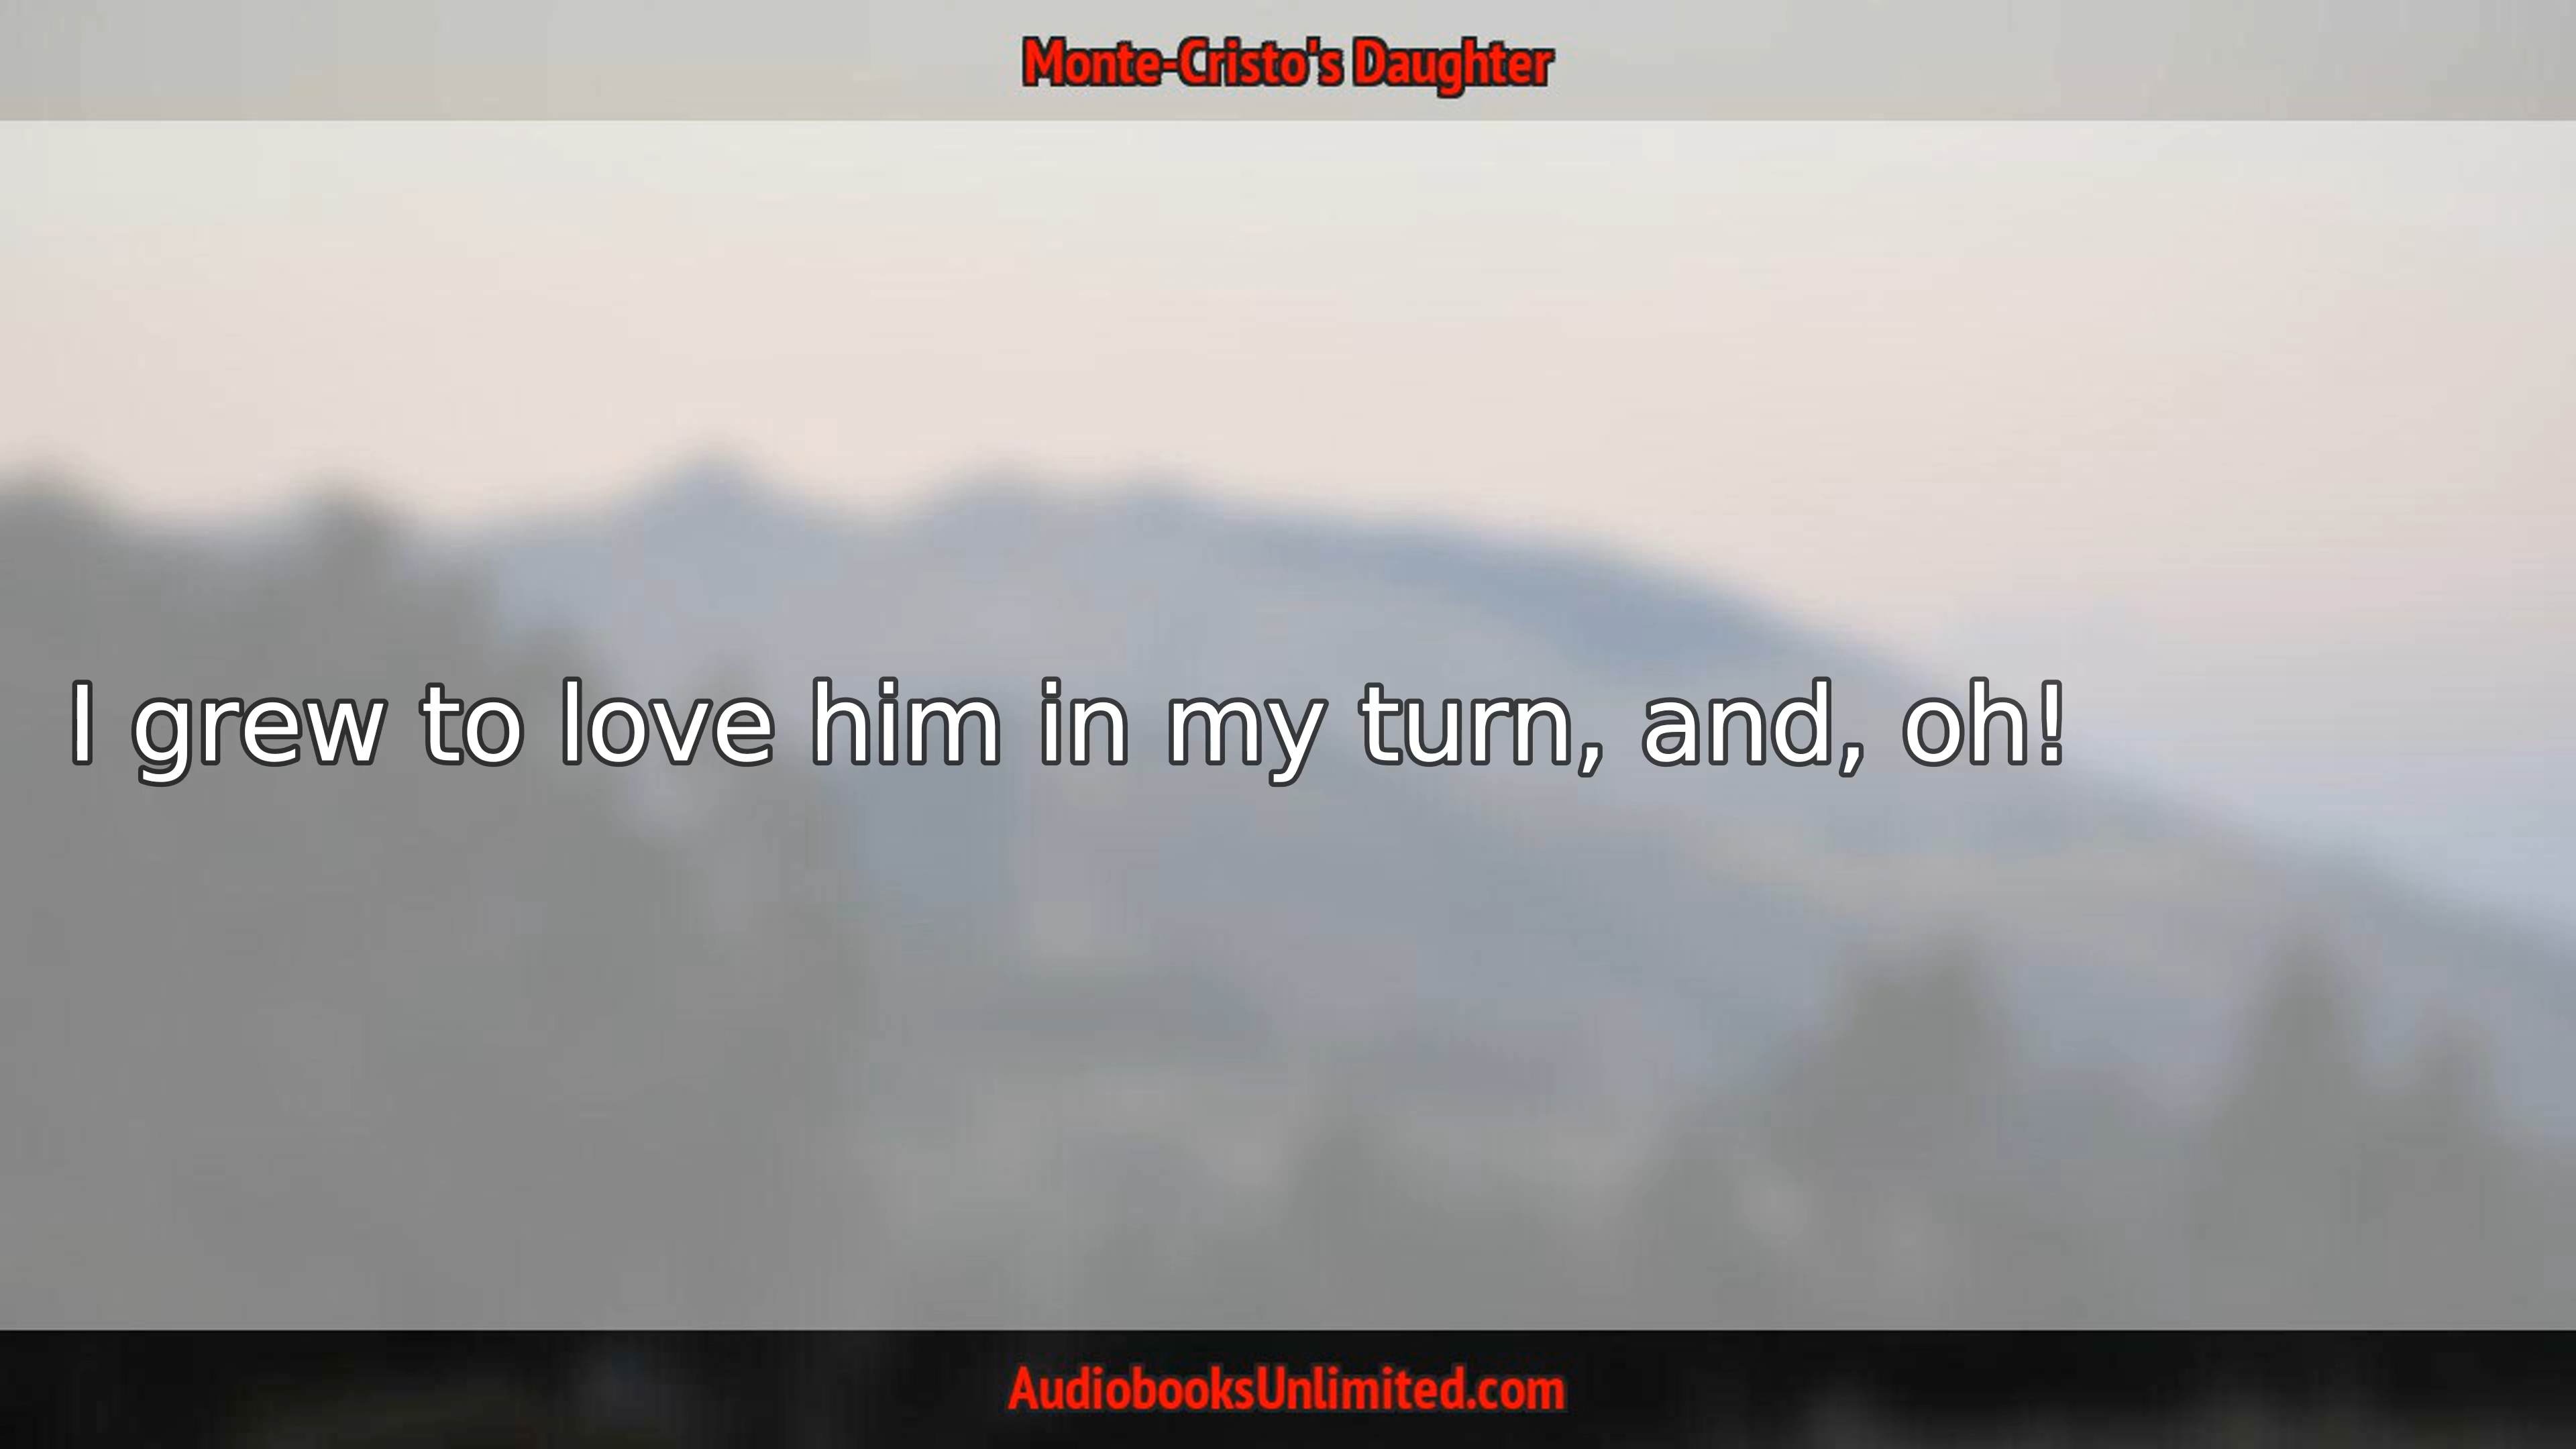 Monte-Cristo's Daughter
I grew to love him in my turn, and, oh!
AudiobooksUnlimited.com